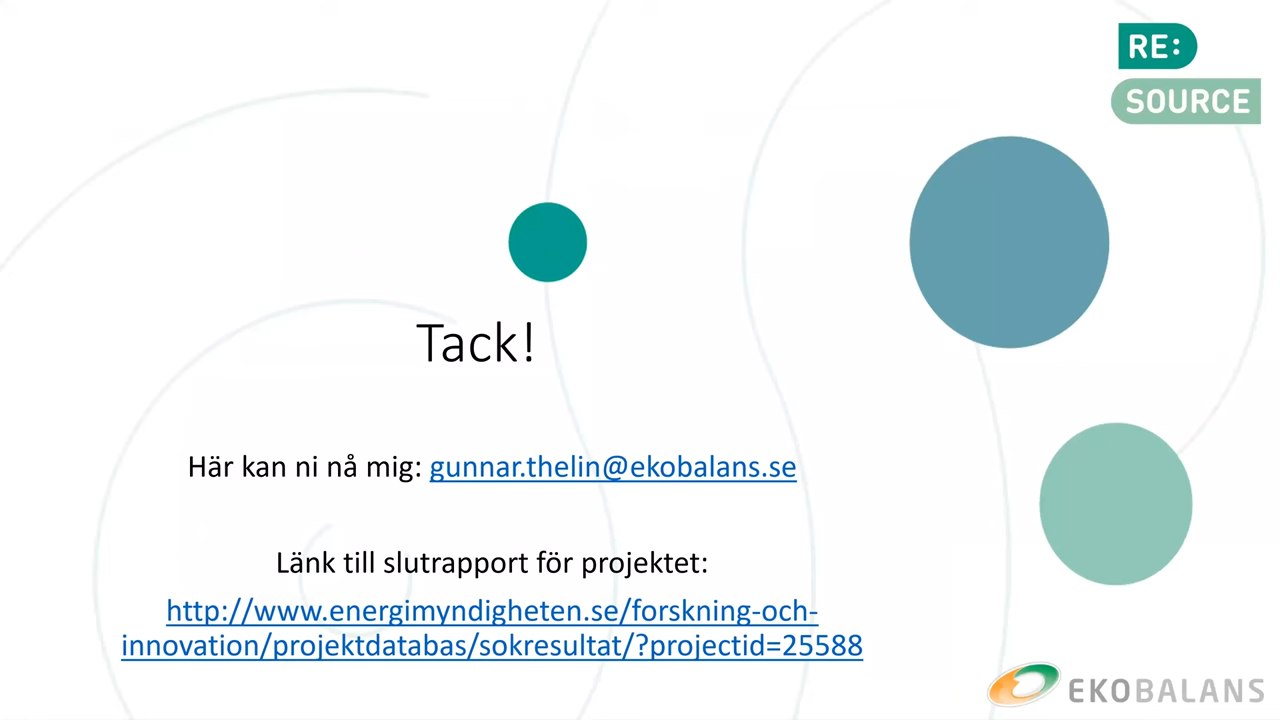 RE:
SOURCE
Tack!
Här kan ni nå mig: gunnar.thelin@ekobalans.se
Länk till slutrapport för projektet:
http://www.energimyndigheten.se/forskning-och-
innovation/projektdatabas/sokresultat/?projectid=25588
EKOBALANS